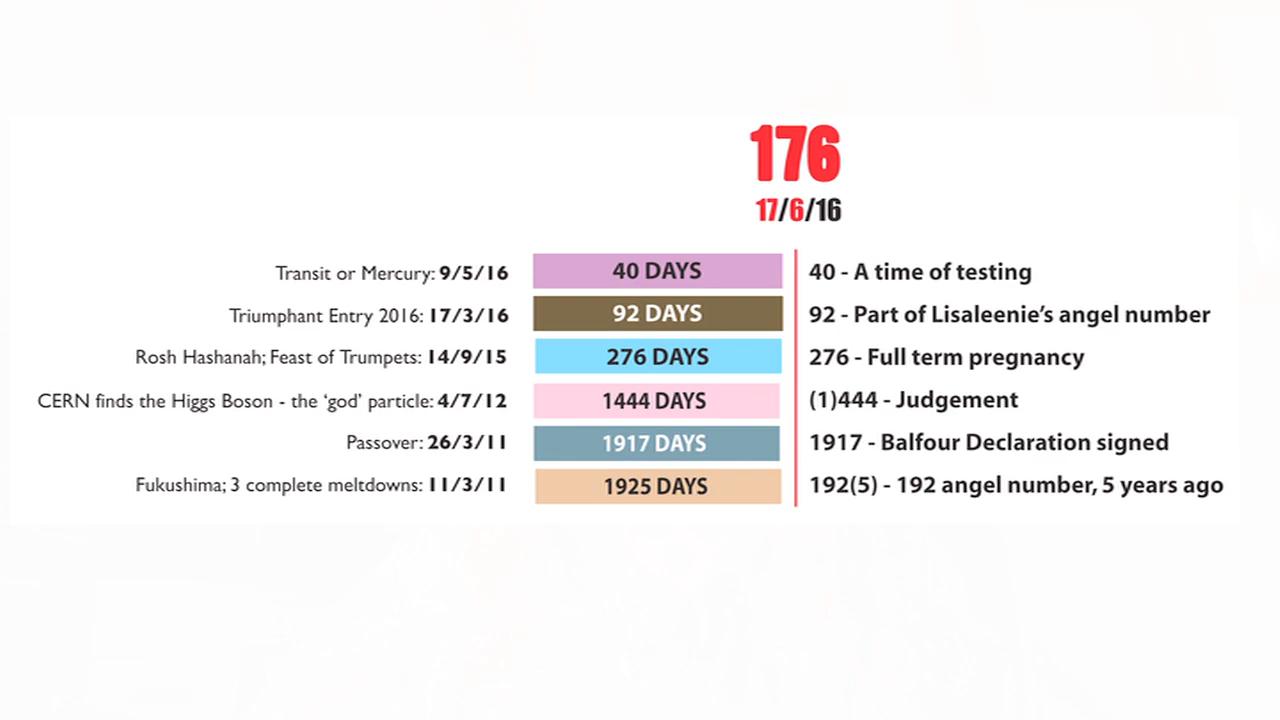 176
17/6/16
Transit or Mercury: 9/5/16 40 DAYS 40 - A time of testing
Triumphant Entry 2016: 17/3/16 92 DAYS 92 - Part of Lisaleenie's angel number
Rosh Hashanah; Feast of Trumpets: 14/9/15 276 DAYS 276 - Full term pregnancy
CERN finds the Higgs Boson - the ‘god’ particle: 4/7/12 1444 DAYS (1)444 - Judgement
Passover: 26/3/11 1917 DAYS 1917 - Balfour Declaration signed
Fukushima; 3 complete meltdowns: 11/3/11 1925 DAYS 192(5) - 192 angel number, 5 years ago